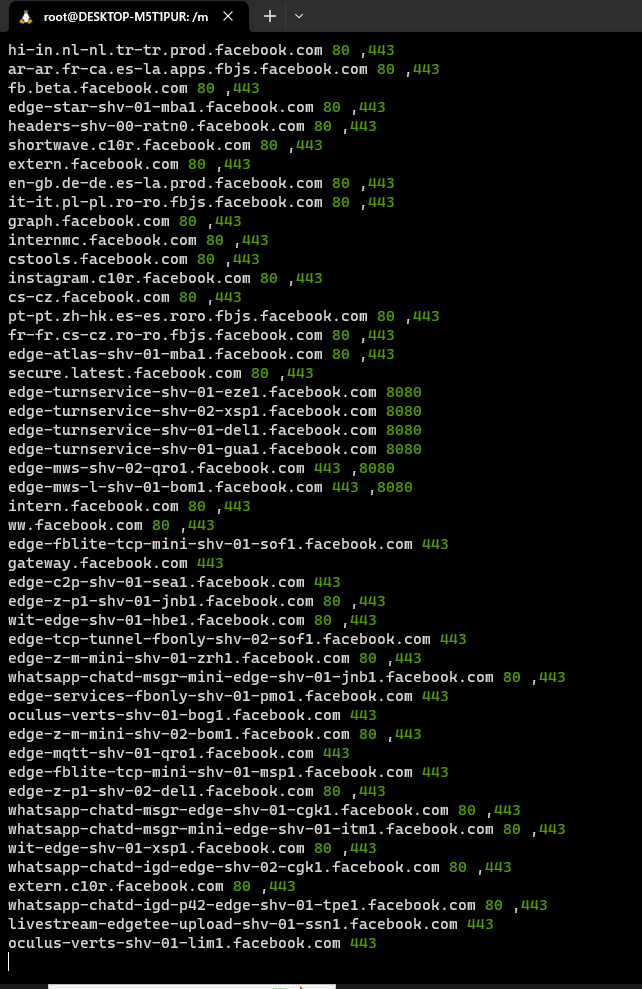 root@DESKTOP-M5T1PUR: /m
hi-in.nl-nl.tr-tr.prod.facebook.com 80 ,443
ar-ar.fr-ca.es-la.apps.fbjs.facebook.com 80 ,443
fb.beta.facebook.com 80 ,443
edge-star-shv-01-mba1.facebook.com 80 ,443
headers-shv-00-ratn0.facebook.com 80 ,443
shortwave.c10r.facebook.com 80 ,443
extern.facebook.com 80 ,443
en-gb.de-de.es-la.prod.facebook.com 80 ,443
it-it.pl-pl.ro-ro.fbjs.facebook.com 80 ,443
graph.facebook.com 80 ,443
internmc.facebook.com 80 ,443
cstools.facebook.com 80 ,443
instagram.c10r.facebook.com 80 ,443
cs-cz.facebook.com 80 ,443
pt-pt.zh-hk.es-es.roro.fbjs.facebook.com 80 ,443
fr-fr.cs-cz.ro-ro.fbjs.facebook.com 80 ,443
edge-atlas-shv-01-mba1.facebook.com 80 ,443
secure.latest.facebook.com 80 ,443
edge-turnservice-shv-01-eze1.facebook.com 8080
edge-turnservice-shv-02-xsp1.facebook.com 8080
edge-turnservice-shv-01-del1.facebook.com 8080
edge-turnservice-shv-01-gua1.facebook.com 8080
edge-mws-shv-02-qro1.facebook.com 443 ,8080
edge-mws-l-shv-01-bom1.facebook.com 443 ,8080
intern.facebook.com 80 ,443
ww.facebook.com 80 ,443
edge-fblite-tcp-mini-shv-01-sof1.facebook.com 443
gateway.facebook.com 443
edge-c2p-shv-01-sea1.facebook.com 443
edge-z-p1-shv-01-jnb1.facebook.com 80 ,443
wit-edge-shv-01-hbe1.facebook.com 80 ,443
edge-tcp-tunnel-fbonly-shv-02-sof1.facebook.com 443
edge-z-m-mini-shv-01-zrh1.facebook.com 80 ,443
whatsapp-chatd-msgr-mini-edge-shv-01-jnb1.facebook.com 80 ,443
edge-services-fbonly-shv-01-pmo1.facebook.com 443
oculus-verts-shv-01-bog1.facebook.com 443
edge-z-m-mini-shv-02-bom1.facebook.com 80 ,443
edge-mqtt-shv-01-qro1.facebook.com 443
edge-fblite-tcp-mini-shv-01-msp1.facebook.com 443
edge-z-p1-shv-02-del1.facebook.com 80 ,443
whatsapp-chatd-msgr-edge-shv-01-cgk1.facebook.com 80 ,443
whatsapp-chatd-msgr-mini-edge-shv-01-itm1.facebook.com 80 ,443
wit-edge-shv-01-xsp1.facebook.com 80 ,443
whatsapp-chatd-igd-edge-shv-02-cgk1.facebook.com 80 ,443
extern.c10r.facebook.com 80 ,443
whatsapp-chatd-igd-p42-edge-shv-01-tpe1.facebook.com 80 ,443
livestream-edgetee-upload-shv-01-ssn1.facebook.com 443
oculus-verts-shv-01-lim1.facebook.com 443